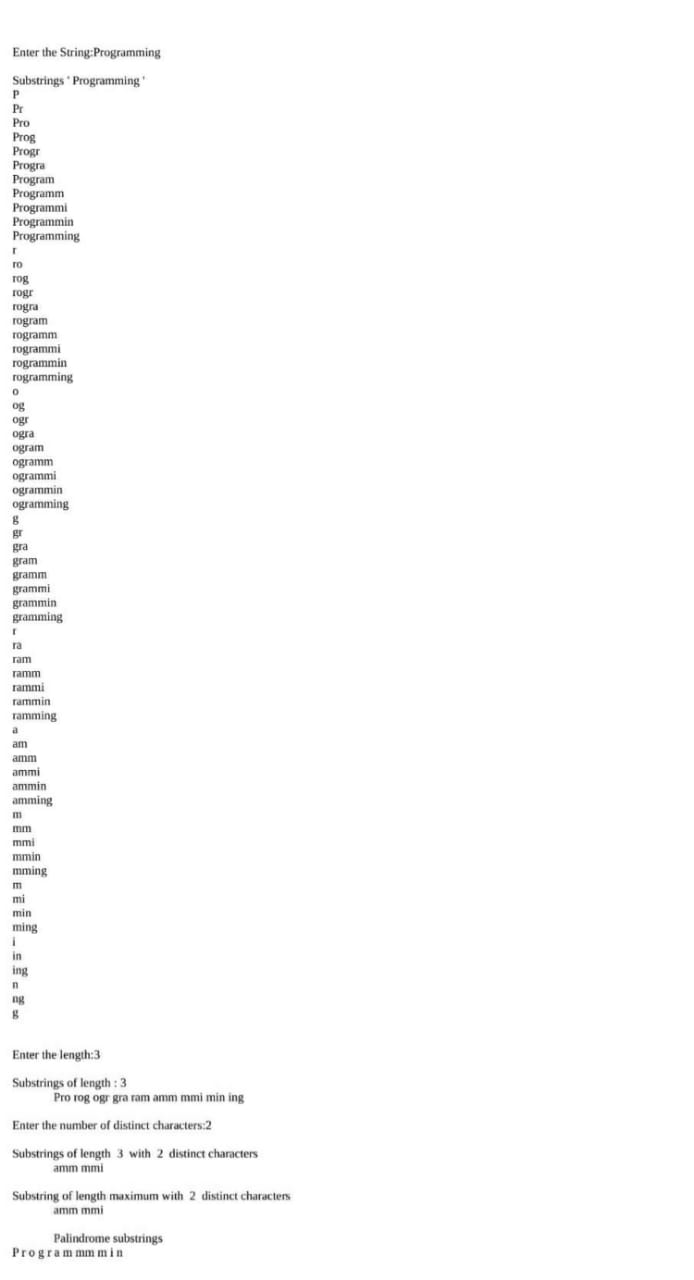 Enter the String:Programming
Substrings ' Programming '
P
Pr
Pro
Prog
Progr
Progra
Program
Programm
Programmi
Programmin
Programming
r
ro
rog
rogr
rogra
rogram
rogramm
rogrammi
rogrammin
rogramming
o
og
ogr
ogra
ogram
ogramm
ogrammi
ogrammin
ogramming
g
gr
gra
gram
gramm
grammi
grammin
gramming
r
ra
ram
ramm
rammi
rammin
ramming
a
am
amm
ammi
ammin
amming
m
mm
mmi
mmin
mming
m
mi
min
ming
i
in
ing
n
ng
g
Enter the length:3
Substrings of length : 3
Pro rog ogr gra ram amm mmi min ing
Enter the number of distinct characters:2
Substrings of length 3 with 2 distinct characters
amm mmi
Substring of length maximum with 2 distinct characters
amm mmi
Palindrome substrings
P r o g r a m mm m i n